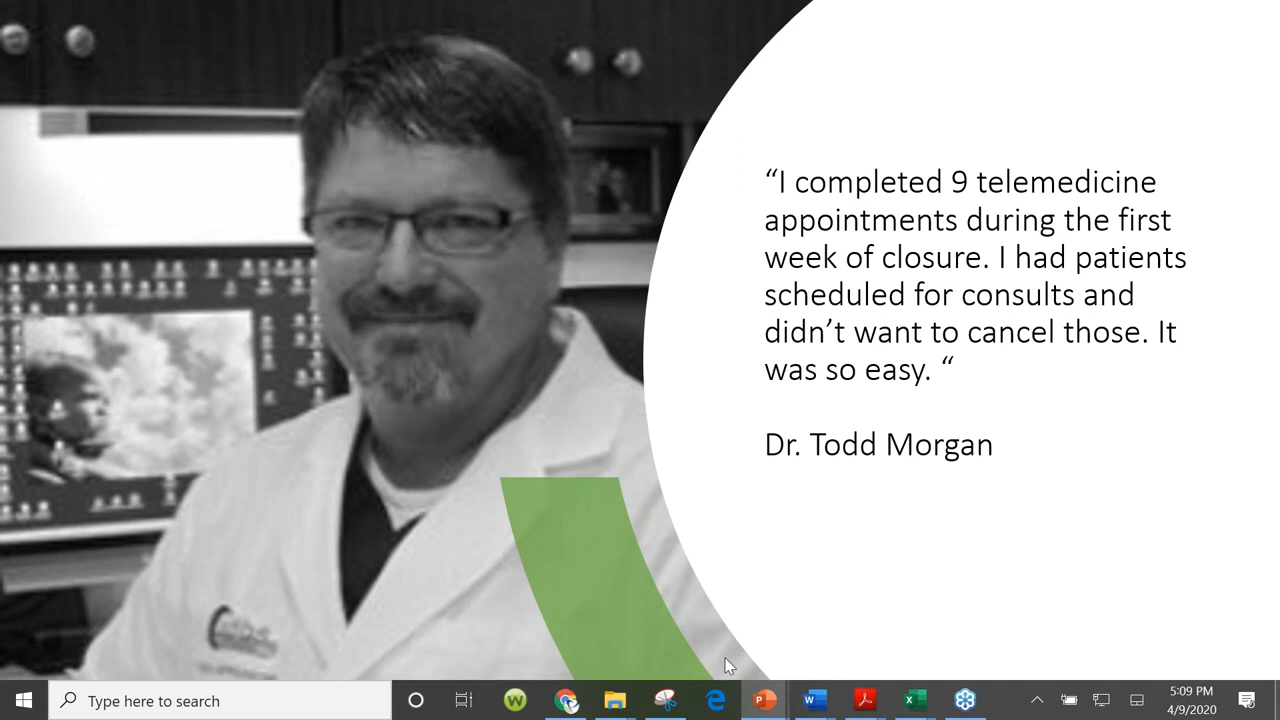 “I completed 9 telemedicine
appointments during the first
week of closure. I had patients
scheduled for consults and
didn’t want to cancel those. It
was so easy. “
Dr. Todd Morgan
Type here to search
5:09 PM
4/9/2020